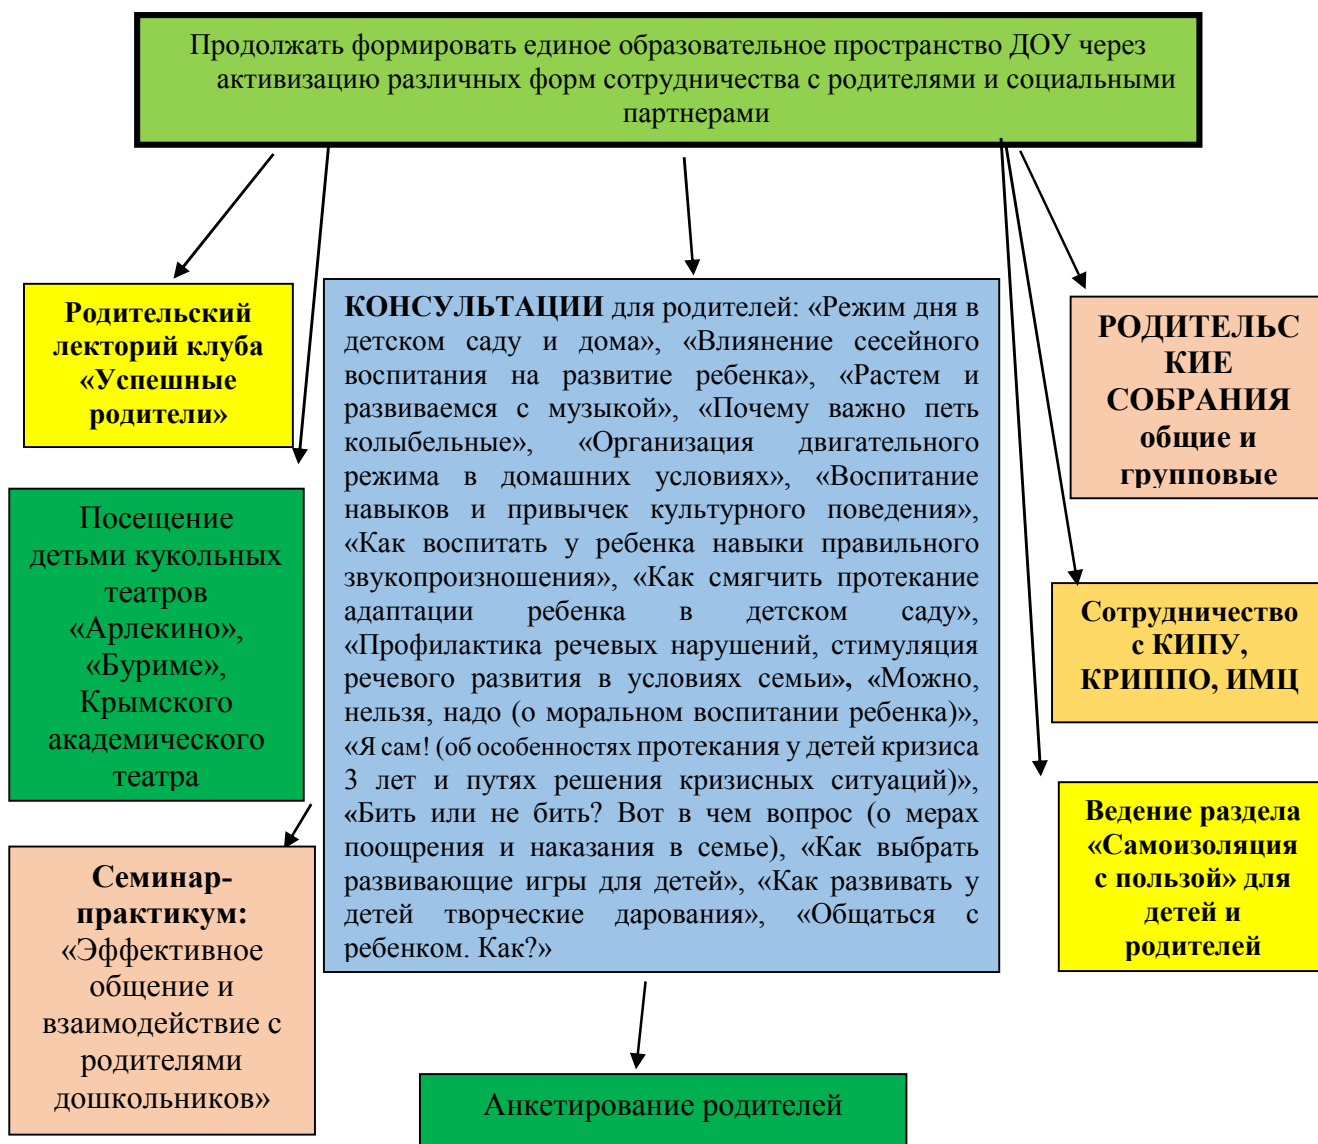 Продолжать формировать единое образовательное пространство ДОУ через
активизацию различных форм сотрудничества с родителями и социальными
партнерами
Родительский
лекторий клуба
«Успешные
родители»
КОНСУЛЬТАЦИИ для родителей: «Режим дня в
детском саду и дома», «Влиянение сесейного
воспитания на развитие ребенка», «Растем и
развиваемся с музыкой», «Почему важно петь
колыбельные», «Организация двигательного
режима в домашних условиях», «Воспитание
навыков и привычек культурного поведения»,
«Как воспитать у ребенка навыки правильного
звукопроизношения», «Как смягчить протекание
адаптации ребенка в детском саду»,
«Профилактика речевых нарушений, стимуляция
речевого развития в условиях семьи», «Можно,
нельзя, надо (о моральном воспитании ребенка)»,
«Я сам! (об особенностях протекания у детей кризиса
3 лет и путях решения кризисных ситуаций)»,
«Бить или не бить? Вот в чем вопрос (о мерах
поощрения и наказания в семье), «Как выбрать
развивающие игры для детей», «Как развивать у
детей творческие дарования», «Общаться с
ребенком. Как?»
РОДИТЕЛЬС
КИЕ
СОБРАНИЯ
общие и
групповые
Посещение
детьми кукольных
театров
«Арлекино»,
«Буриме»,
Крымского
академического
театра
Сотрудничество
с КИПУ,
КРИППО, ИМЦ
Ведение раздела
«Самоизоляция
с пользой» для
детей и
родителей
Семинар-
практикум:
«Эффективное
общение и
взаимодействие с
родителями
дошкольников»
Анкетирование родителей